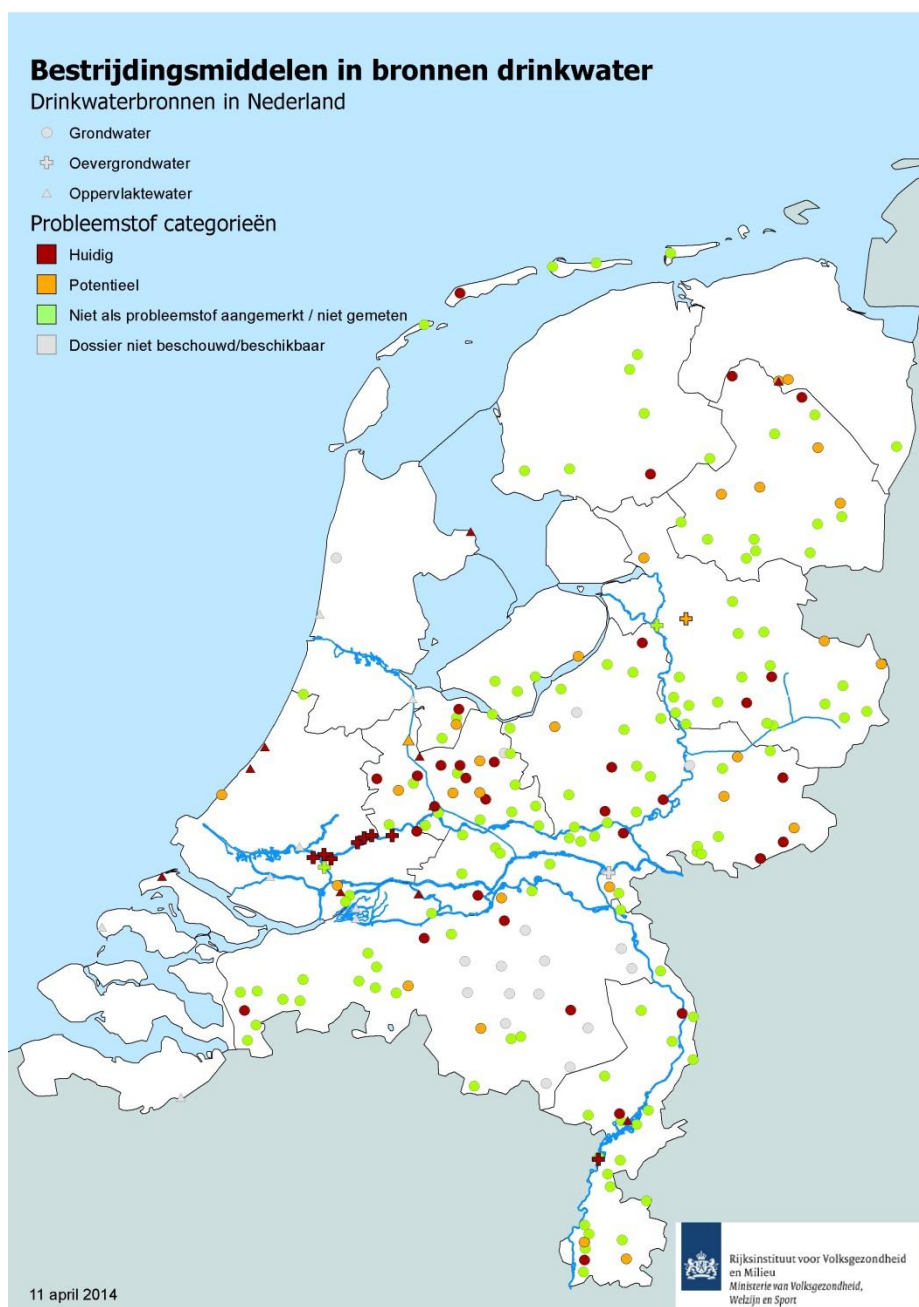 Bestrijdingsmiddelen in bronnen drinkwater
Drinkwaterbronnen in Nederland
Grondwater
Oevergrondwater
Oppervlaktewater
Probleemstof categorieën
Huidig
Potentieel
Niet als probleemstof aangemerkt / niet gemeten
Dossier niet beschouwd/beschikbaar
11 april 2014
Rijksinstituut voor Volksgezondheid
en Milieu
Ministerie van Volksgezondheid,
Welzijn en Sport